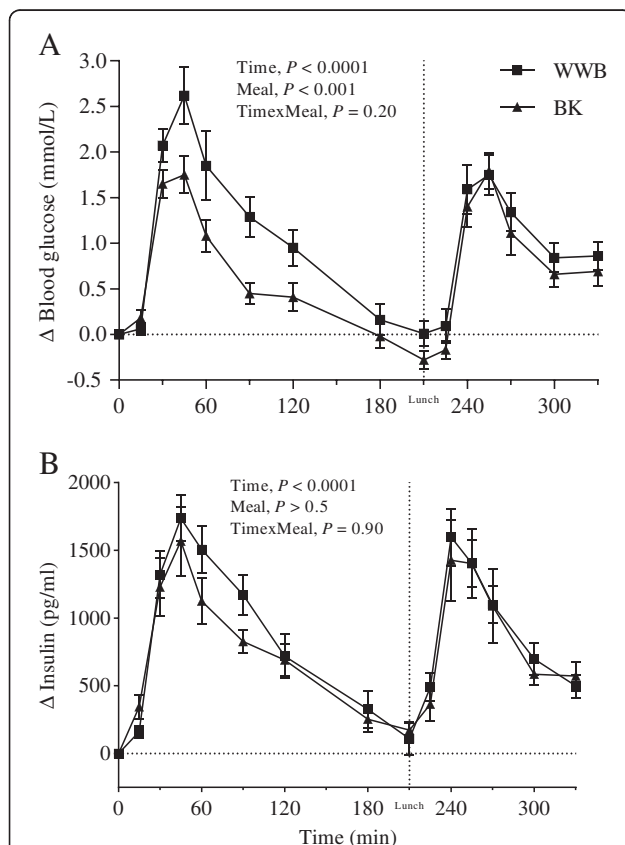 A
Δ Blood glucose (mmol/L)
3.0
2.5
2.0
1.5
1.0
0.5
0.0
-0.5
Time, P < 0.0001
Meal, P < 0.001
TimexMeal, P = 0.20
WWB
BK
0 60 120 180 Lunch 240 300
B
Δ Insulin (pg/ml)
2000
1500
1000
500
0
Time, P < 0.0001
Meal, P > 0.5
TimexMeal, P = 0.90
0 60 120 180 Lunch 240 300
Time (min)